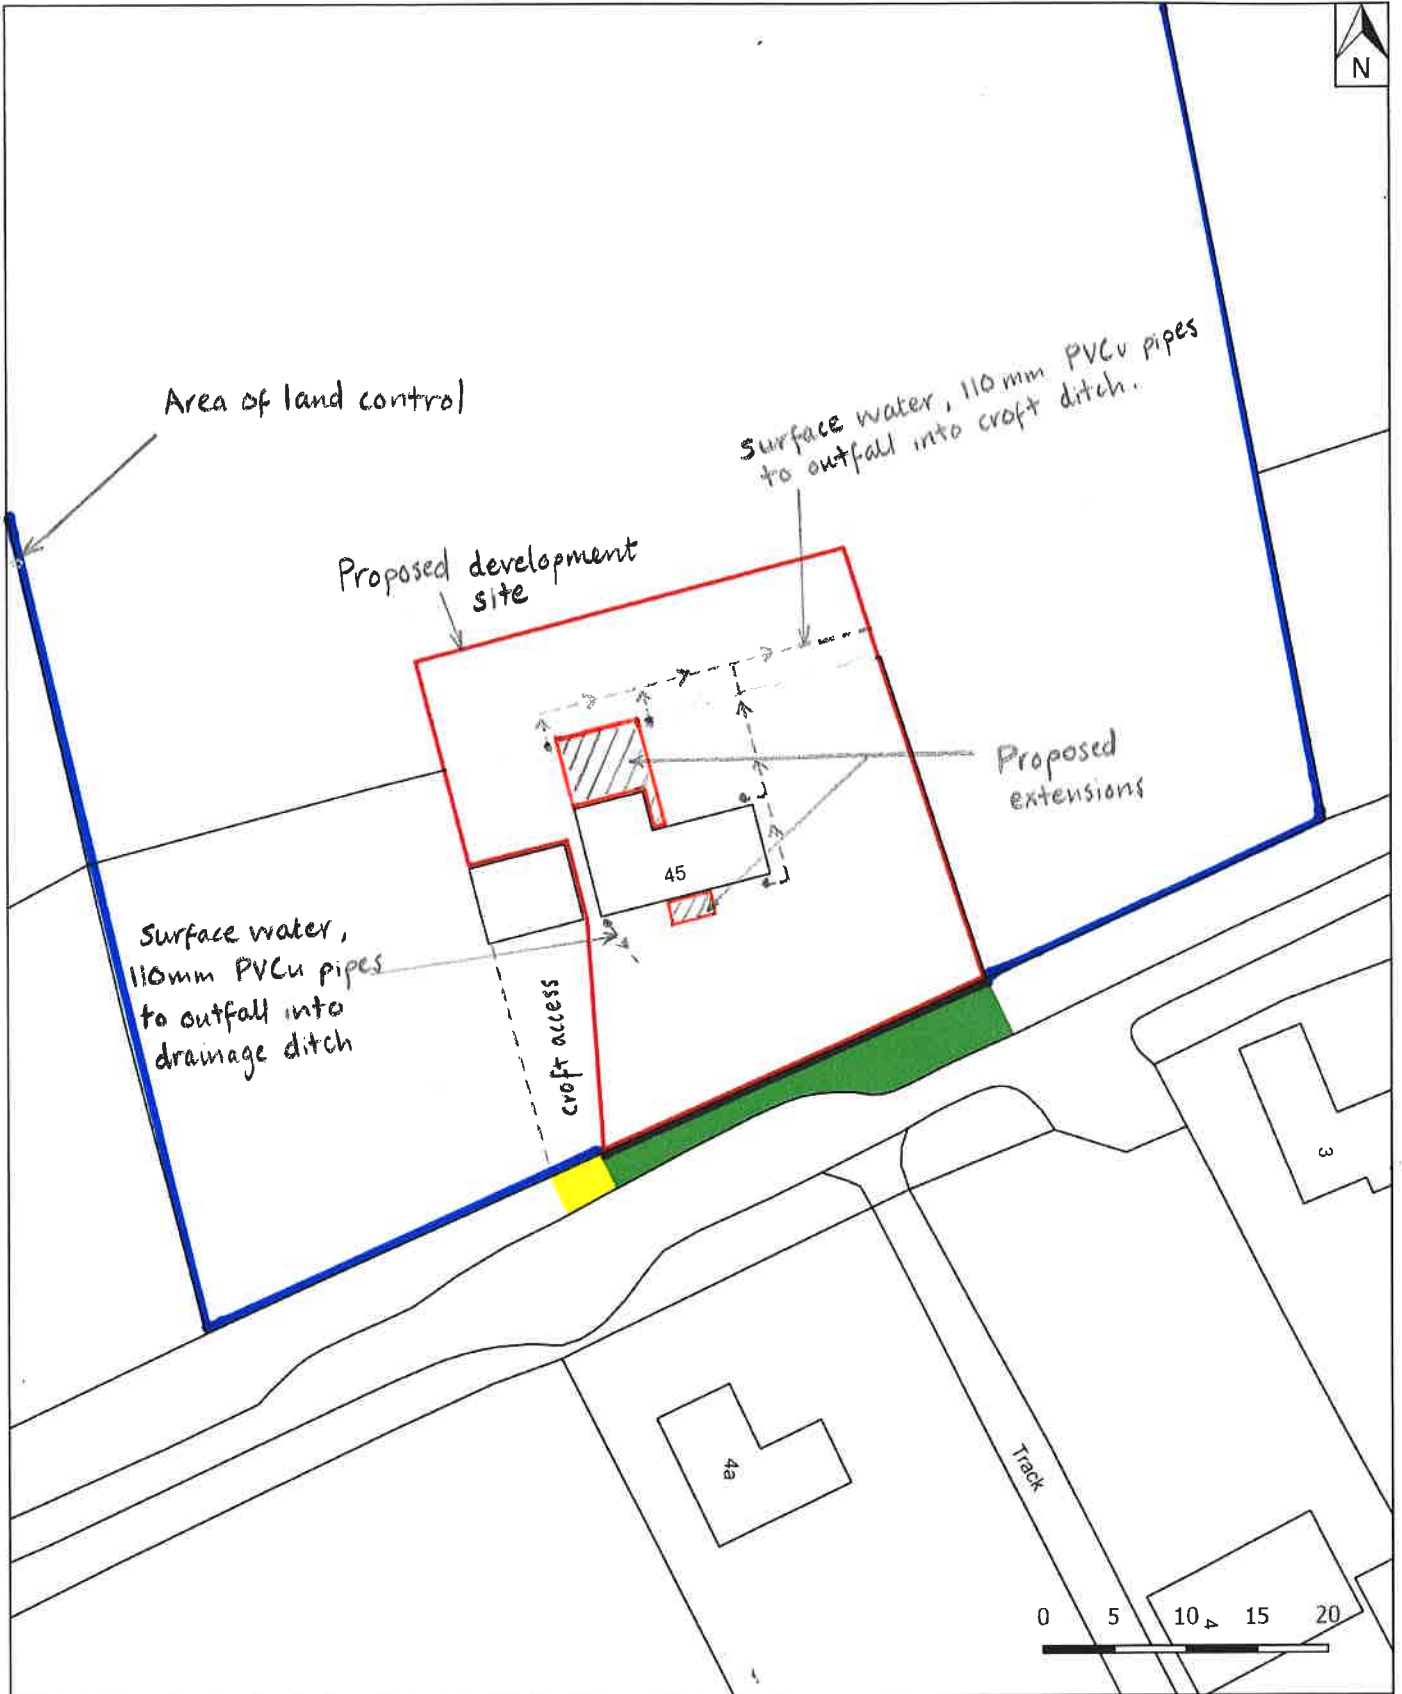 N
Area of land control
Surface water, 110 mm PVCu pipes
to outfall into croft ditch.
Proposed development
site
Proposed
extensions
45
Surface water,
110mm PVCu pipes
to outfall into
drainage ditch
croft access
3
4a
Track
0 5 10 15 20
4